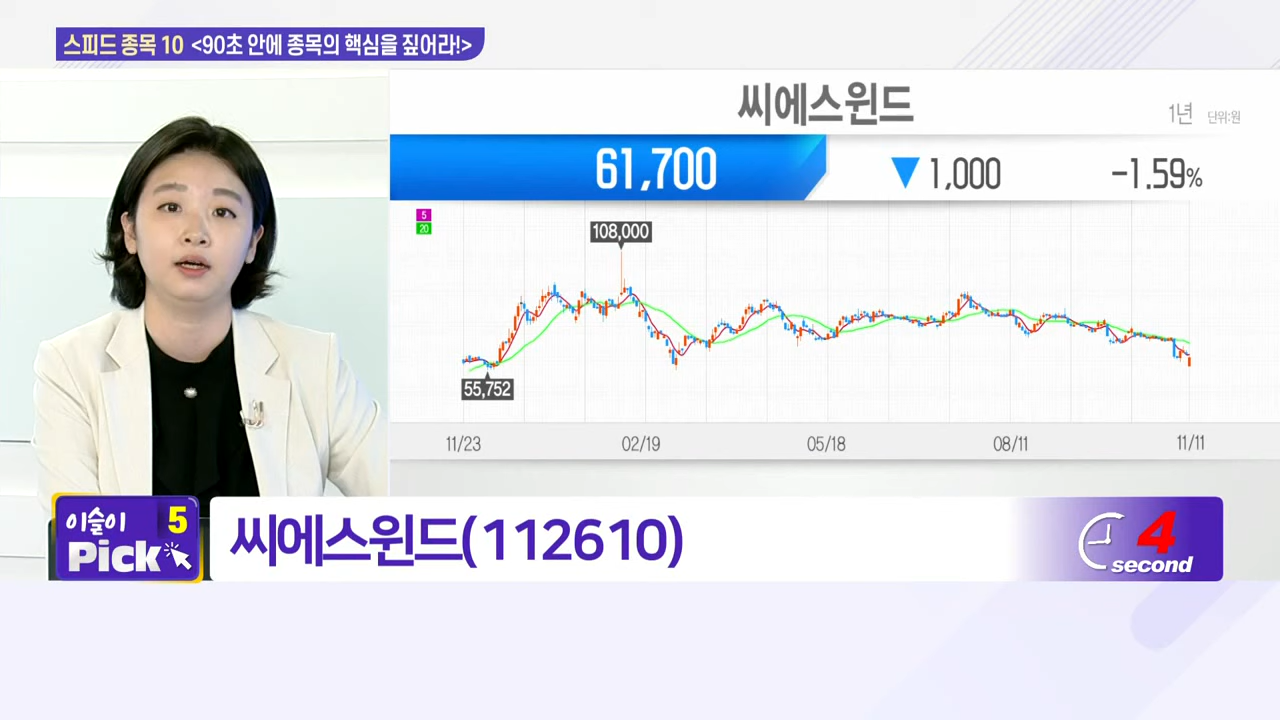 스피드 종목 10 <90초 안에 종목의 핵심을 짚어라!>
씨에스윈드
1년 단위:원
61,700 ▼ 1,000 -1.59%
5
20
108,000
55,752
11/23 02/19 05/18 08/11 11/11
이슬이 5
Pick
씨에스윈드(112610)
4
second